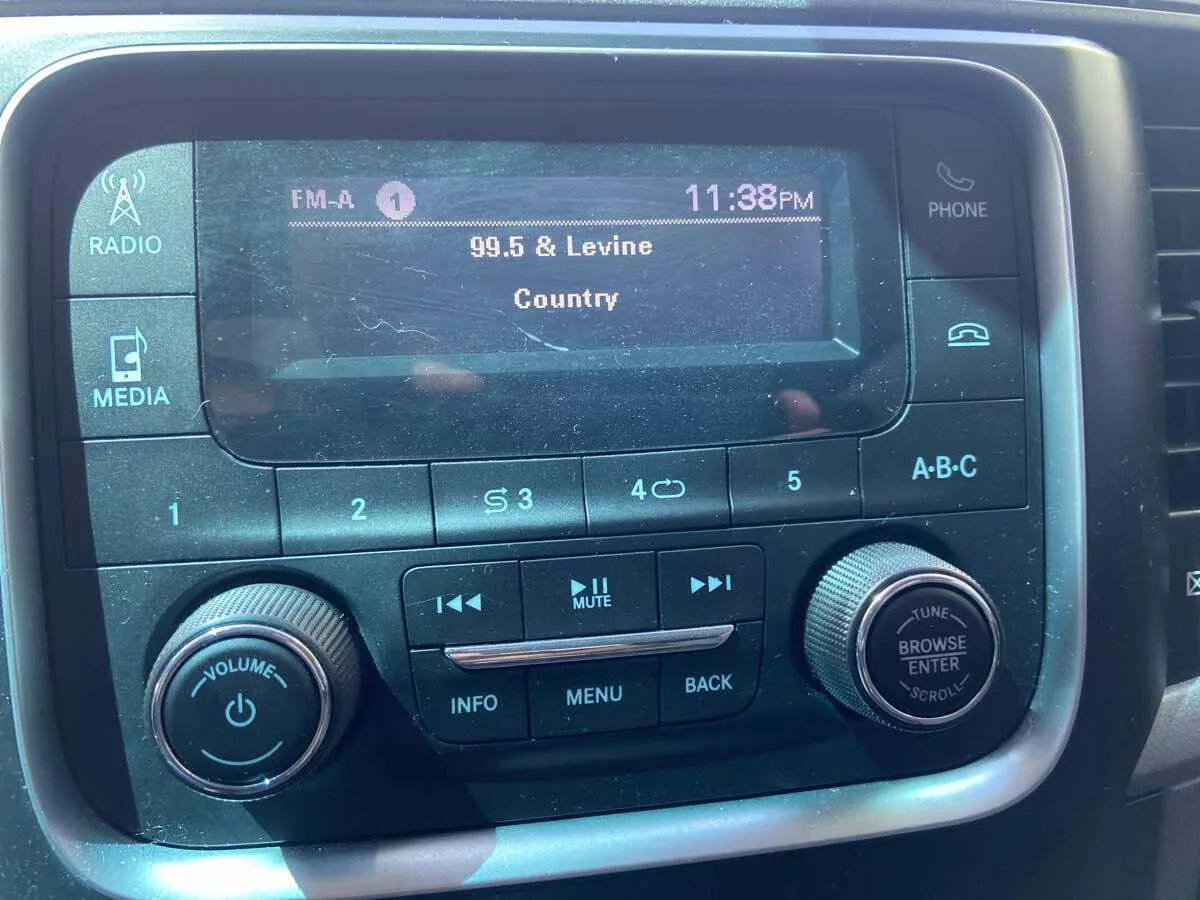 FM-A 1 11:38PM
99.5 & Levine
Country
RADIO
MEDIA
PHONE
1 2 3 4 5 A·B·C
MUTE
INFO MENU BACK
VOLUME
TUNE
BROWSE
ENTER
SCROLL